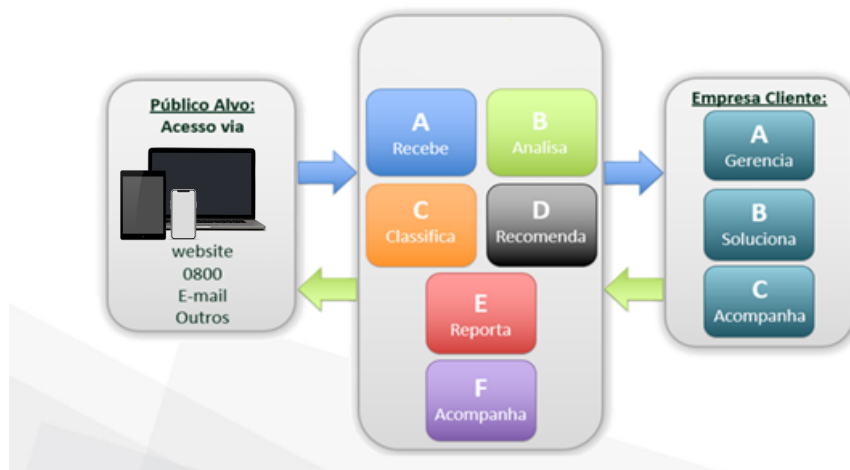 Público Alvo:
Acesso via
website
0800
E-mail
Outros
A
Recebe
B
Analisa
C
Classifica
D
Recomenda
E
Reporta
F
Acompanha
Empresa Cliente:
A
Gerencia
B
Soluciona
C
Acompanha